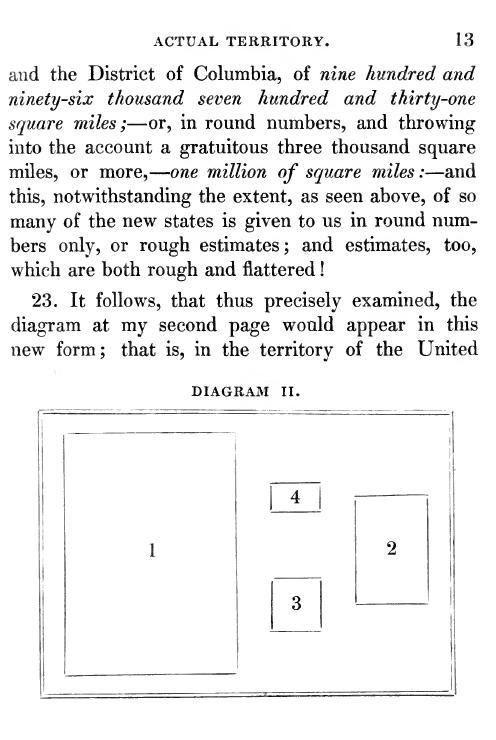 ACTUAL TERRITORY. 13
and the District of Columbia, of nine hundred and
ninety-six thousand seven hundred and thirty-one
square miles;—or, in round numbers, and throwing
into the account a gratuitous three thousand square
miles, or more,—one million of square miles:—and
this, notwithstanding the extent, as seen above, of so
many of the new states is given to us in round num-
bers only, or rough estimates; and estimates, too,
which are both rough and flattered!
23. It follows, that thus precisely examined, the
diagram at my second page would appear in this
new form; that is, in the territory of the United
DIAGRAM II.
1
4
2
3